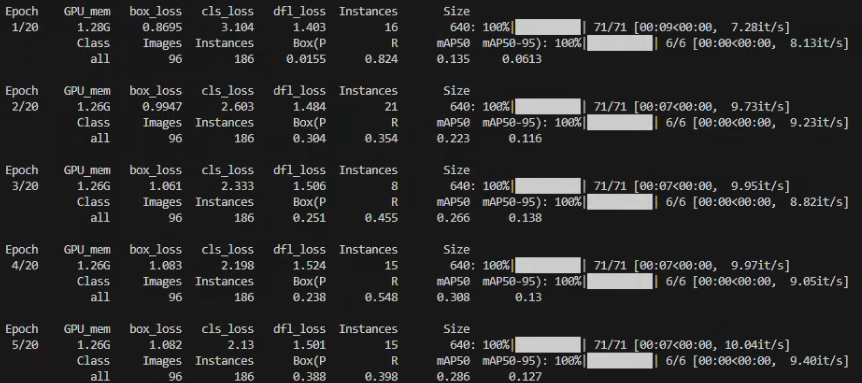 Epoch GPU_mem box_loss cls_loss dfl_loss Instances Size
1/20 1.28G 0.8695 3.104 1.403 16 640: 100%|██████████| 71/71 [00:09<00:00, 7.28it/s]
Class Images Instances Box(P R mAP50 mAP50-95): 100%|██████████| 6/6 [00:00<00:00, 8.13it/s]
all 96 186 0.0155 0.824 0.135 0.0613
Epoch GPU_mem box_loss cls_loss dfl_loss Instances Size
2/20 1.26G 0.9947 2.603 1.484 21 640: 100%|██████████| 71/71 [00:07<00:00, 9.73it/s]
Class Images Instances Box(P R mAP50 mAP50-95): 100%|██████████| 6/6 [00:00<00:00, 9.23it/s]
all 96 186 0.304 0.354 0.223 0.116
Epoch GPU_mem box_loss cls_loss dfl_loss Instances Size
3/20 1.26G 1.061 2.333 1.506 8 640: 100%|██████████| 71/71 [00:07<00:00, 9.95it/s]
Class Images Instances Box(P R mAP50 mAP50-95): 100%|██████████| 6/6 [00:00<00:00, 8.82it/s]
all 96 186 0.251 0.455 0.266 0.138
Epoch GPU_mem box_loss cls_loss dfl_loss Instances Size
4/20 1.26G 1.083 2.198 1.524 15 640: 100%|██████████| 71/71 [00:07<00:00, 9.97it/s]
Class Images Instances Box(P R mAP50 mAP50-95): 100%|██████████| 6/6 [00:00<00:00, 9.05it/s]
all 96 186 0.238 0.548 0.308 0.13
Epoch GPU_mem box_loss cls_loss dfl_loss Instances Size
5/20 1.26G 1.082 2.13 1.501 15 640: 100%|██████████| 71/71 [00:07<00:00, 10.04it/s]
Class Images Instances Box(P R mAP50 mAP50-95): 100%|██████████| 6/6 [00:00<00:00, 9.40it/s]
all 96 186 0.388 0.398 0.286 0.127